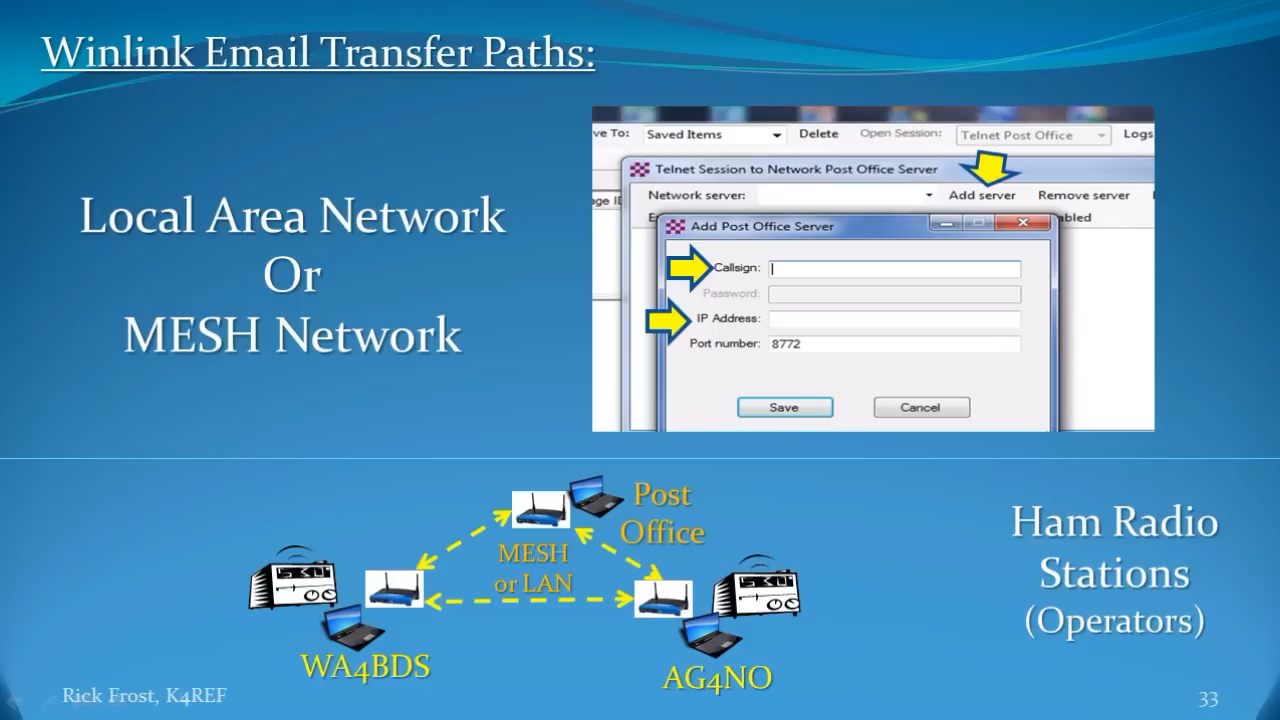 Winlink Email Transfer Paths:
Local Area Network
Or
MESH Network
ve To: Saved Items Delete Open Session: Telnet Post Office Logs
Telnet Session to Network Post Office Server
Network server: Add server Remove server
Add Post Office Server
Callsign:
Password:
IP Address:
Port number: 8772
Save Cancel
Post
Office
MESH
or LAN
WA4BDS
AG4NO
Ham Radio
Stations
(Operators)
Rick Frost, K4REF
33